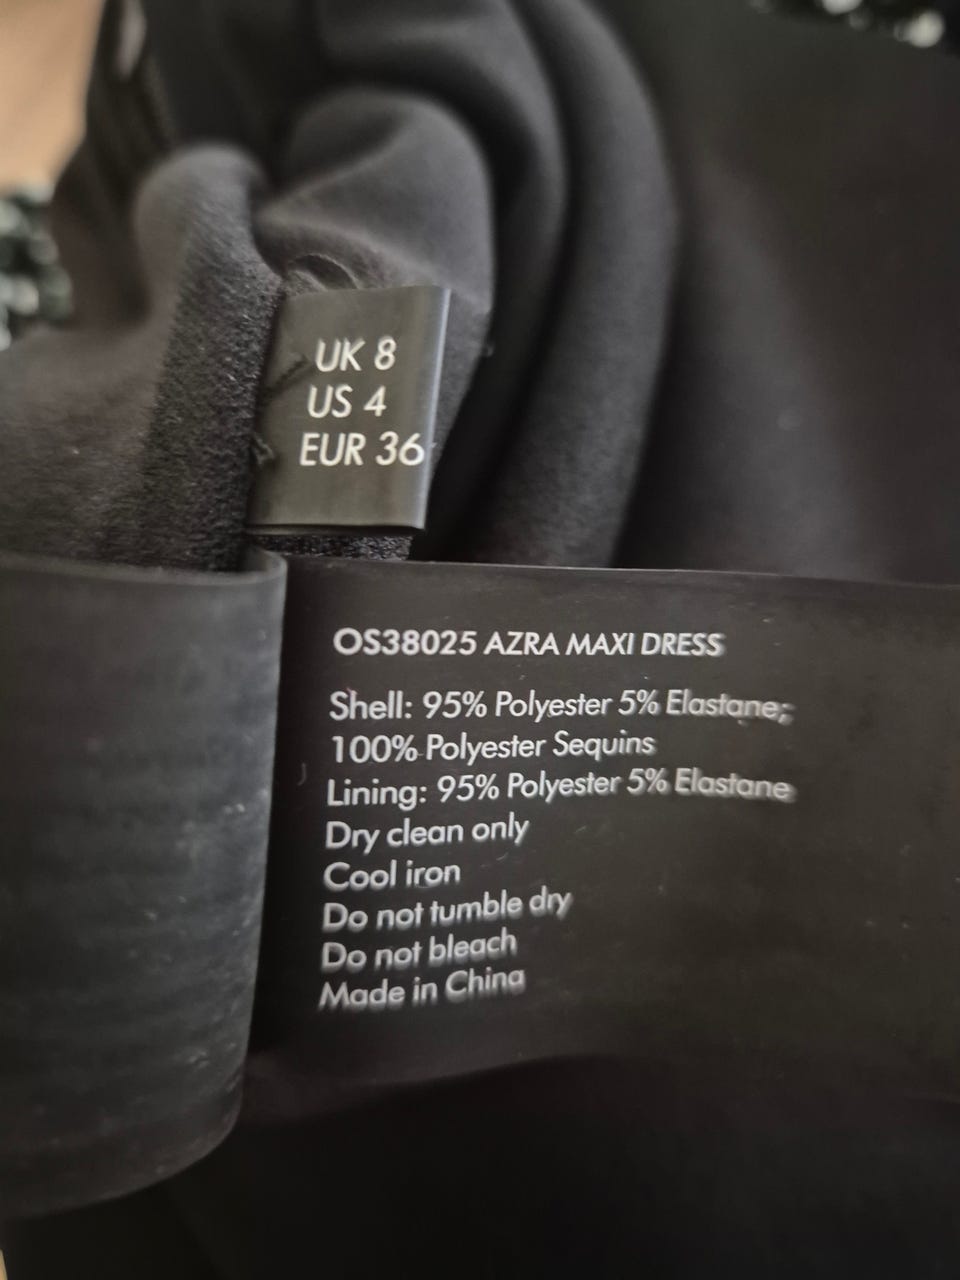 UK 8
US 4
EUR 36
OS38025 AZRA MAXI DRESS
Shell: 95% Polyester 5% Elastane;
100% Polyester Sequins
Lining: 95% Polyester 5% Elastane
Dry clean only
Cool iron
Do not tumble dry
Do not bleach
Made in China